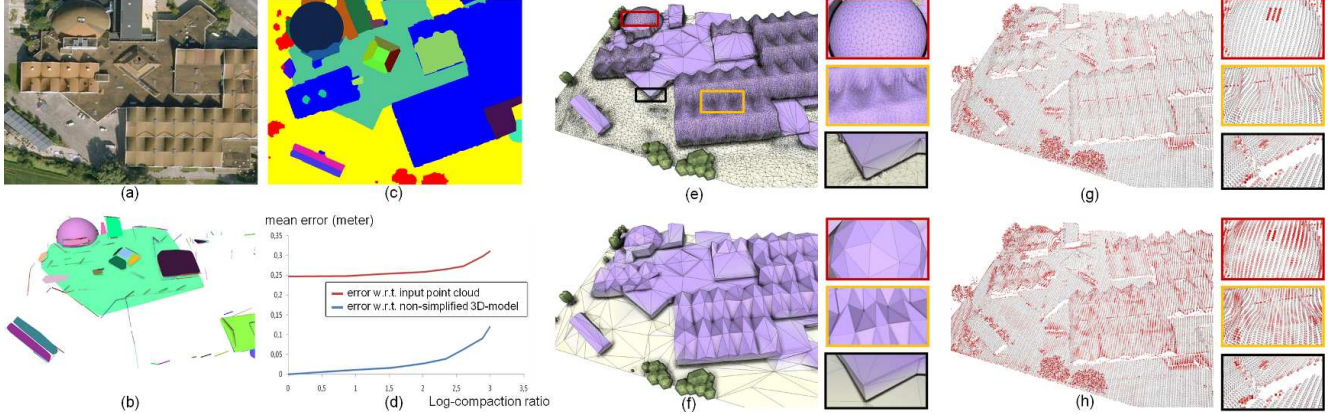 (a)
(c)
(e)
(g)
mean error (meter)
0,35
0,3
0,25
0,2
0,15
0,1
0,05
0
error w.r.t. input point cloud
error w.r.t. non-simplified 3D-model
0
0,5
1
1,5
2
2,5
3
3,5
(b)
(d)
Log-compaction ratio
(f)
(h)